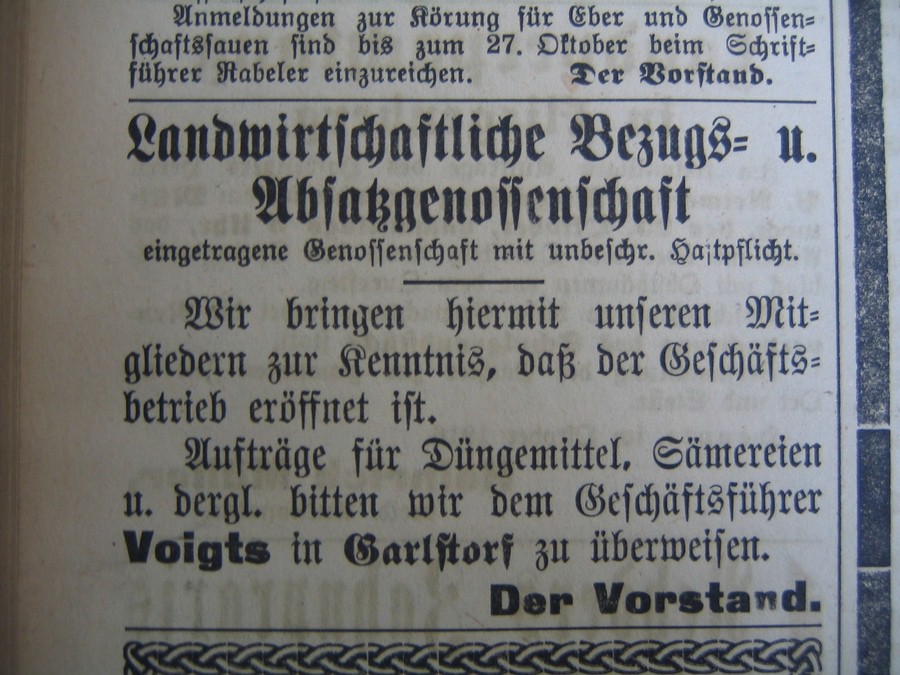 Anmeldungen zur Körung für Eber und Genossen-
schaftssauen sind bis zum 27. Oktober beim Schrift-
führer Rabeler einzureichen. Der Vorstand.
Landwirtschaftliche Bezugs- u.
Absatzgenossenschaft
eingetragene Genossenschaft mit unbeschr. Haftpflicht.
Wir bringen hiermit unseren Mit-
gliedern zur Kenntnis, daß der Geschäfts-
betrieb eröffnet ist.
Aufträge für Düngemittel, Sämereien
u. dergl. bitten wir dem Geschäftsführer
Voigts in Garlstorf zu überweisen.
Der Vorstand.